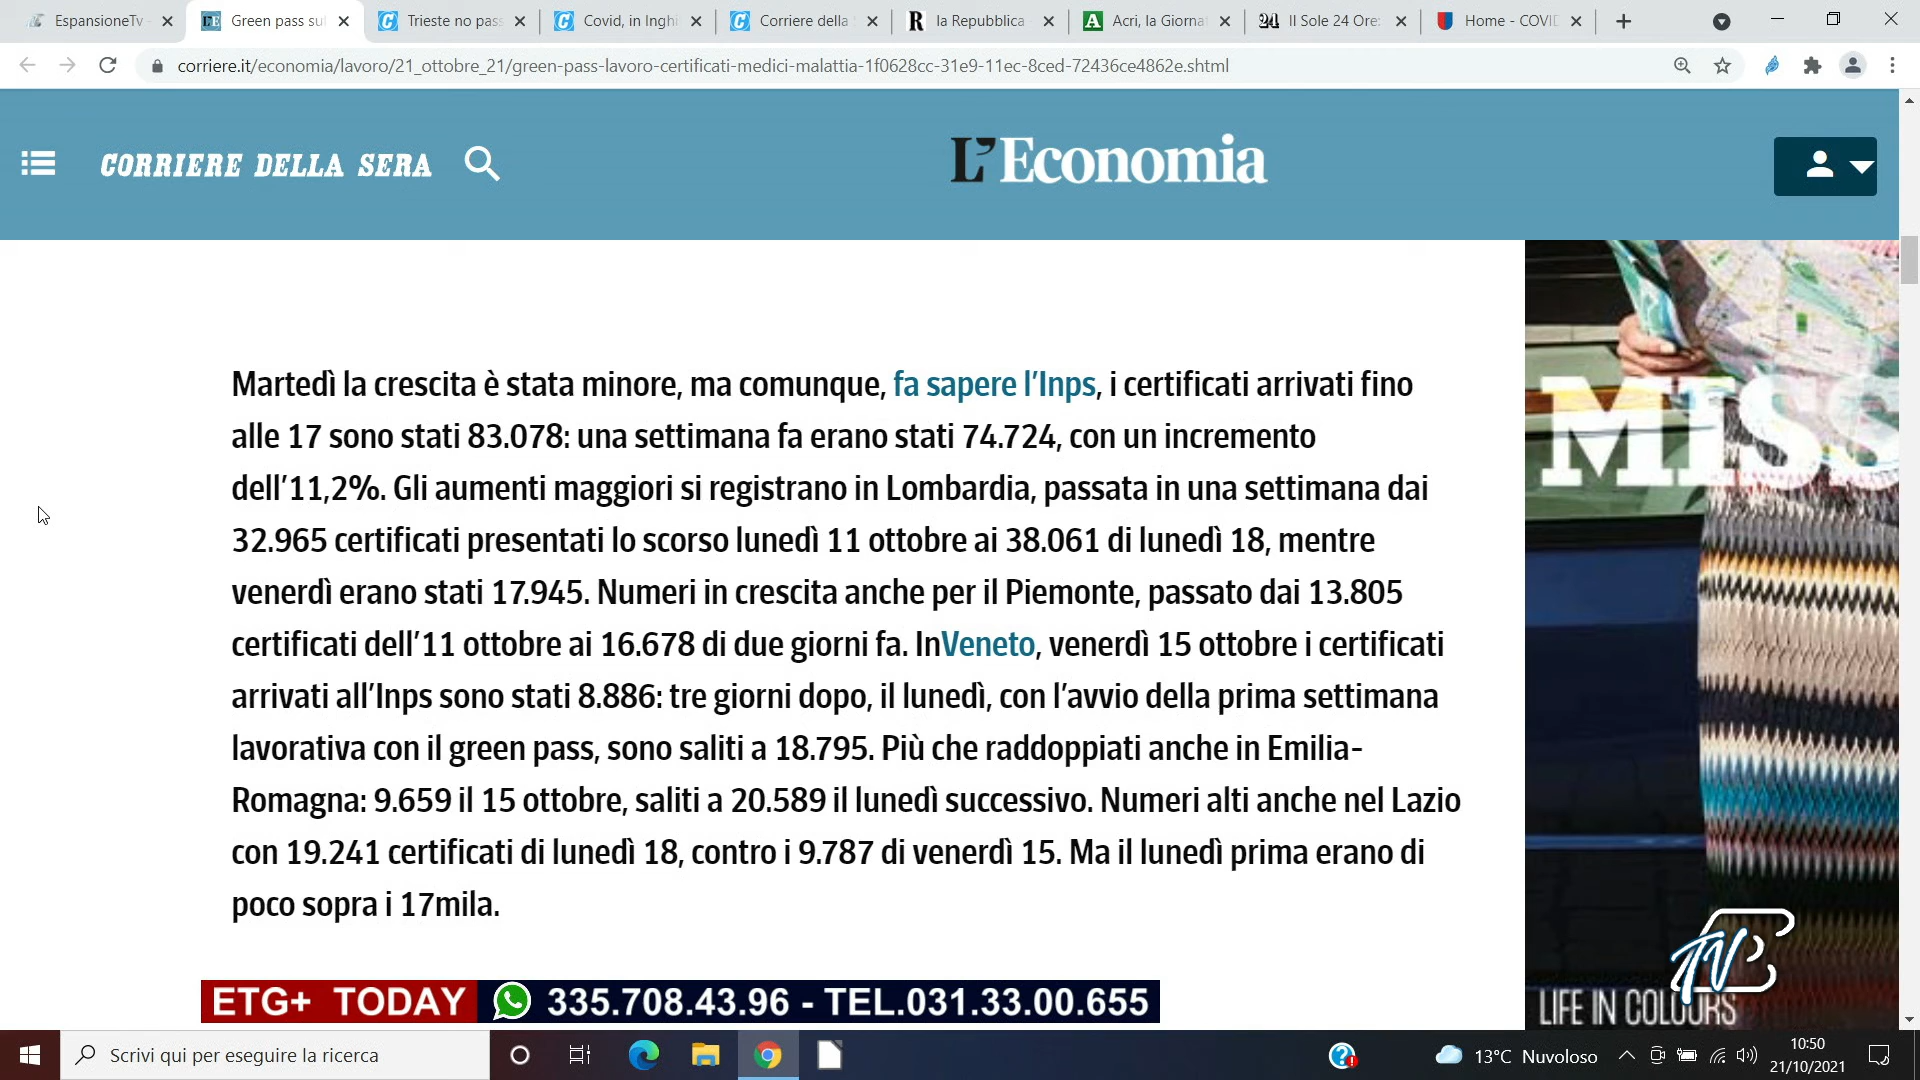 EspansioneTv
Green pass su
Trieste no pass
Covid, in Inghi
Corriere della
la Repubblica
Acri, la Giorna
Il Sole 24 Ore:
Home - COVID
corriere.it/economia/lavoro/21_ottobre_21/green-pass-lavoro-certificati-medici-malattia-1f0628cc-31e9-11ec-8ced-72436ce4862e.shtml
CORRIERE DELLA SERA
L'Economia
Martedì la crescita è stata minore, ma comunque, fa sapere l'Inps, i certificati arrivati fino
alle 17 sono stati 83.078: una settimana fa erano stati 74.724, con un incremento
dell'11,2%. Gli aumenti maggiori si registrano in Lombardia, passata in una settimana dai
32.965 certificati presentati lo scorso lunedì 11 ottobre ai 38.061 di lunedì 18, mentre
venerdì erano stati 17.945. Numeri in crescita anche per il Piemonte, passato dai 13.805
certificati dell'11 ottobre ai 16.678 di due giorni fa. InVeneto, venerdì 15 ottobre i certificati
arrivati all'Inps sono stati 8.886: tre giorni dopo, il lunedì, con l'avvio della prima settimana
lavorativa con il green pass, sono saliti a 18.795. Più che raddoppiati anche in Emilia-
Romagna: 9.659 il 15 ottobre, saliti a 20.589 il lunedì successivo. Numeri alti anche nel Lazio
con 19.241 certificati di lunedì 18, contro i 9.787 di venerdì 15. Ma il lunedì prima erano di
poco sopra i 17mila.
MISS
LIFE IN COLOURS
TV
ETG+ TODAY 335.708.43.96 - TEL.031.33.00.655
Scrivi qui per eseguire la ricerca
13°C Nuvoloso
10:50
21/10/2021